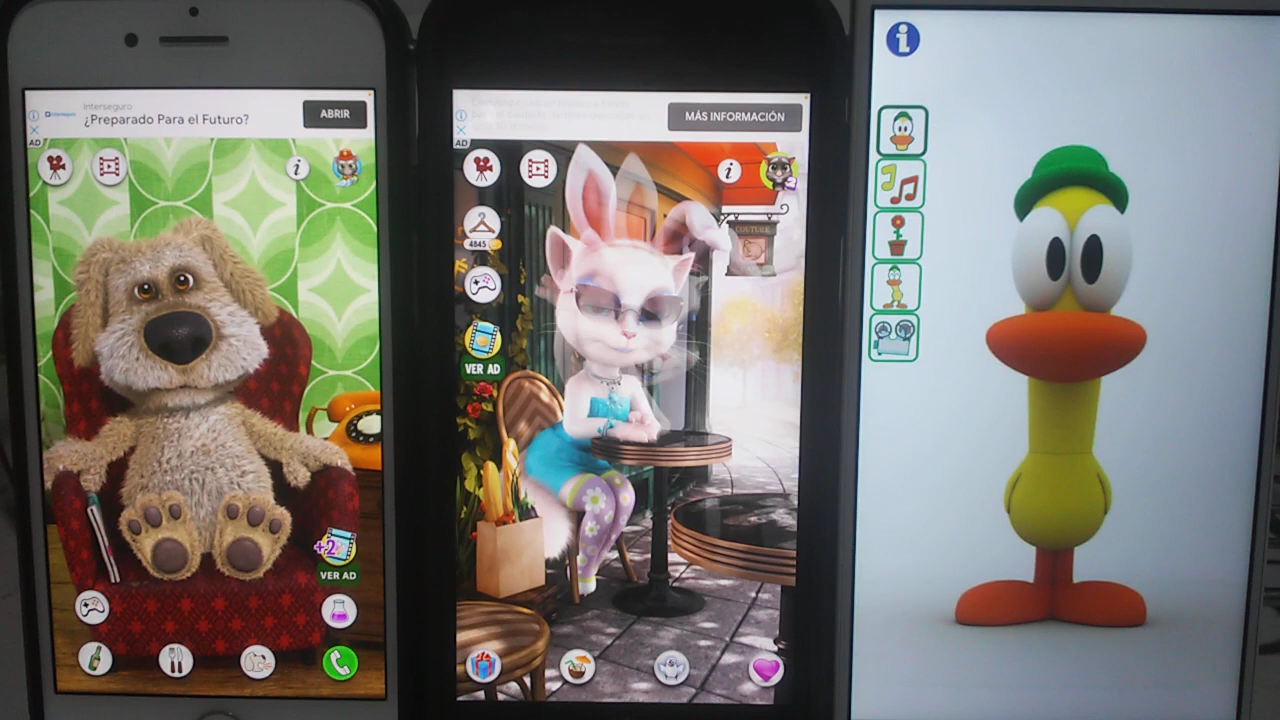 Interseguro
¿Preparado Para el Futuro?
ABRIR
AD
+2
VER AD
MÁS INFORMACIÓN
AD
4845
VER AD
COUTURE